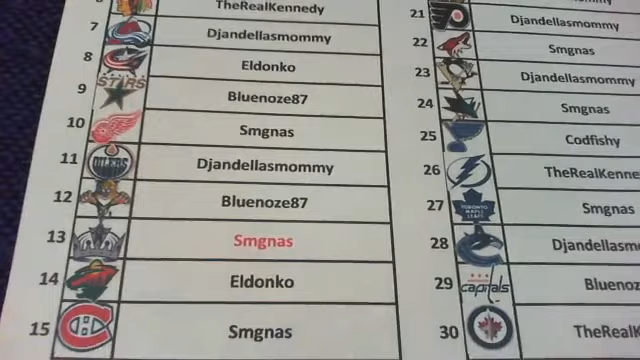 TheRealKennedy
7 Djandellasmommy
8 Eldonko
9 STARS Bluenoze87
10 Smgnas
11 OILERS Djandellasmommy
12 Bluenoze87
13 Smgnas
14 Eldonko
15 Smgnas
21 Djandellasmommy
22 Smgnas
23 Djandellasmommy
24 Smgnas
25 Codfishy
26 TheRealKenne
27 TORONTO MAPLE LEAFS Smgnas
28 Djandellasm
29 capitals Bluenoz
30 TheRealK